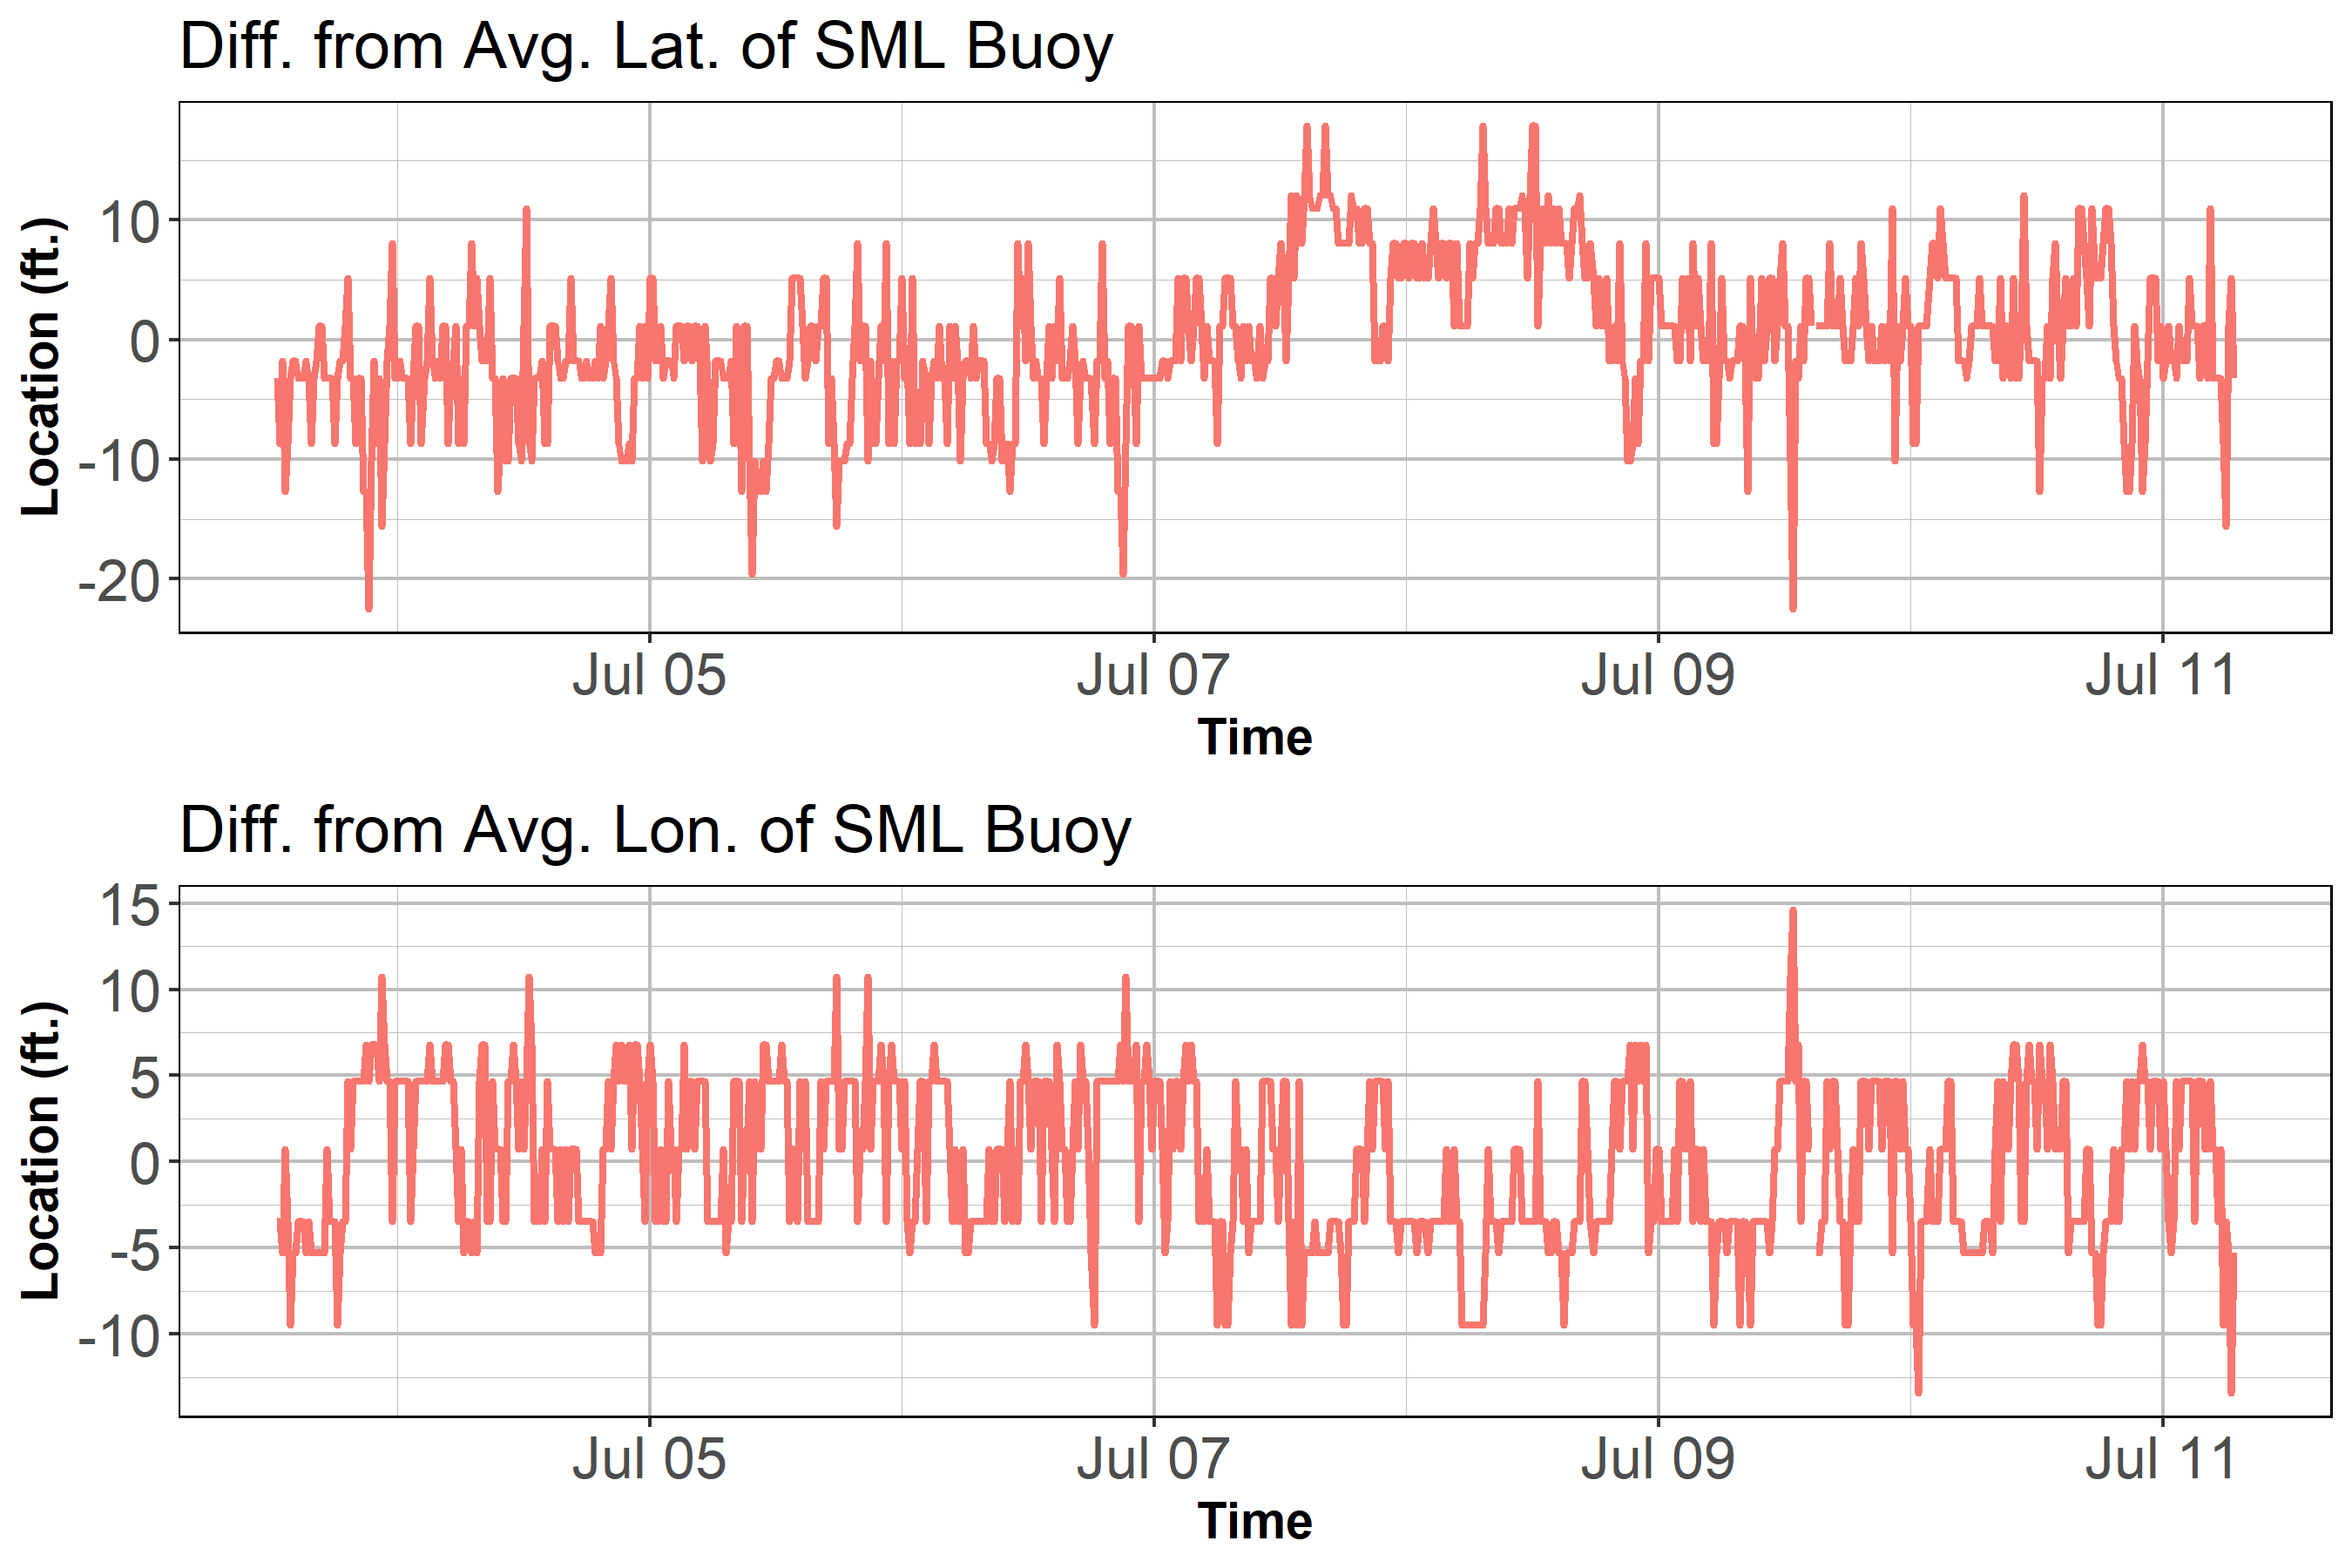 Diff. from Avg. Lat. of SML Buoy
Location (ft.)
10
0
-10
-20
Jul 05 Jul 07 Jul 09 Jul 11
Time
Diff. from Avg. Lon. of SML Buoy
Location (ft.)
15
10
5
0
-5
-10
Jul 05 Jul 07 Jul 09 Jul 11
Time